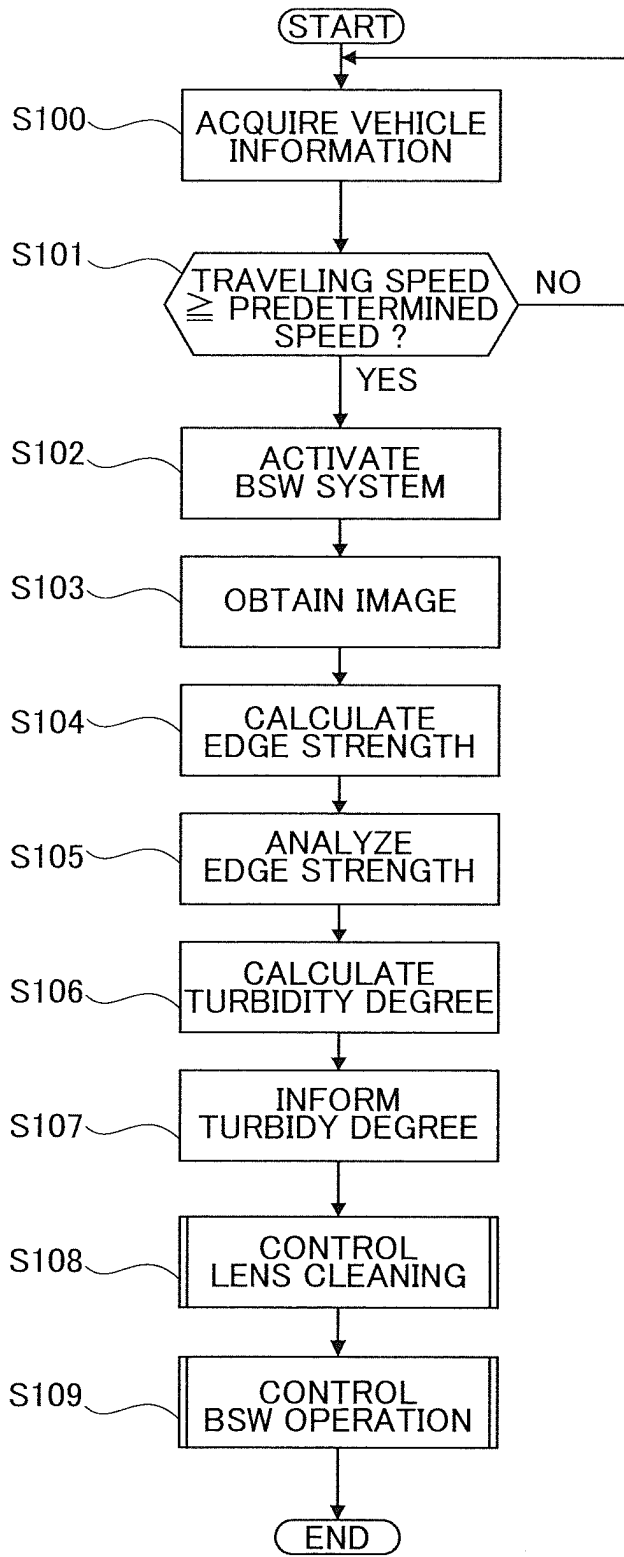 START
S100
ACQUIRE VEHICLE
INFORMATION
S101
TRAVELING SPEED
≧ PREDETERMINED
SPEED ?
NO
YES
S102
ACTIVATE
BSW SYSTEM
S103
OBTAIN IMAGE
S104
CALCULATE
EDGE STRENGTH
S105
ANALYZE
EDGE STRENGTH
S106
CALCULATE
TURBIDITY DEGREE
S107
INFORM
TURBIDY DEGREE
S108
CONTROL
LENS CLEANING
S109
CONTROL
BSW OPERATION
END